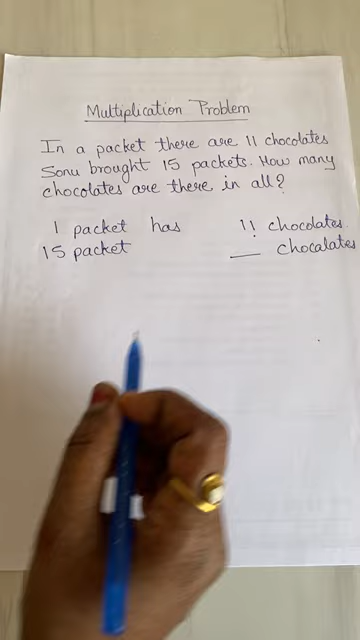 Multiplication Problem
In a packet there are 11 chocolates
Sonu brought 15 packets. How many
chocolates are there in all?
1 packet has 11 chocolates.
15 packet __ chocalates